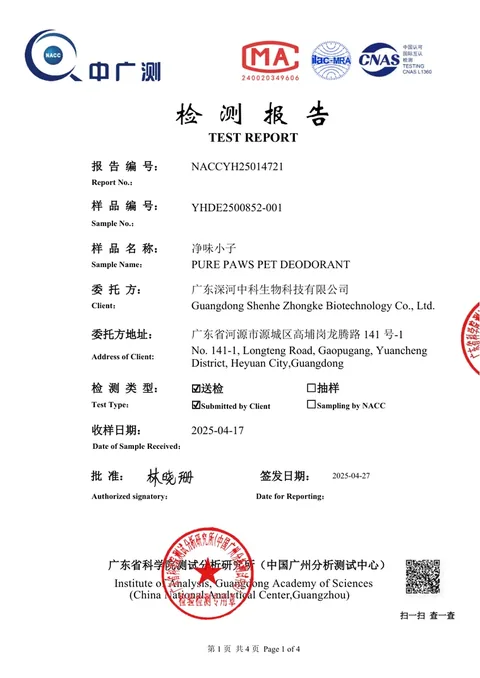 NACC
中广测
MA
240020349606
ilac-MRA
CNAS
中国认可
国际互认
检测
TESTING
CNAS L1360
检 测 报 告
TEST REPORT
报 告 编 号： NACCYH25014721
Report No.:
样 品 编 号： YHDE2500852-001
Sample No.:
样 品 名 称： 净味小子
Sample Name: PURE PAWS PET DEODORANT
委 托 方： 广东深河中科生物科技有限公司
Client: Guangdong Shenhe Zhongke Biotechnology Co., Ltd.
委托方地址： 广东省河源市源城区高埔岗龙腾路 141 号-1
Address of Client: No. 141-1, Longteng Road, Gaopugang, Yuancheng
District, Heyuan City,Guangdong
检 测 类 型： ☑送检 ☐抽样
Test Type: ☑Submitted by Client ☐Sampling by NACC
收样日期： 2025-04-17
Date of Sample Received:
批 准： 林晓珊 签发日期： 2025-04-27
Authorized signatory: Date for Reporting:
广东省科学院测试分析研究所（中国广州分析测试中心）
Institute of Analysis, Guangdong Academy of Sciences
(China National Analytical Center,Guangzhou)
检验检测专用章
扫一扫 查一查
第 1 页 共 4 页 Page 1 of 4